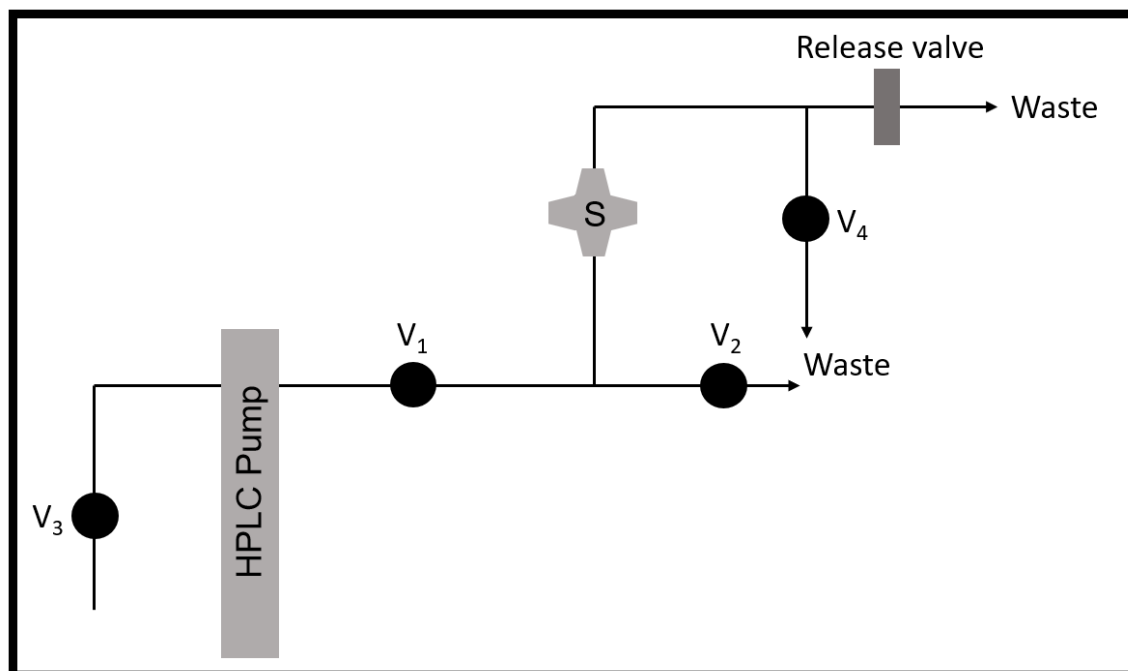 Release valve
Waste
S
V₄
V₁
V₂
Waste
HPLC Pump
V₃